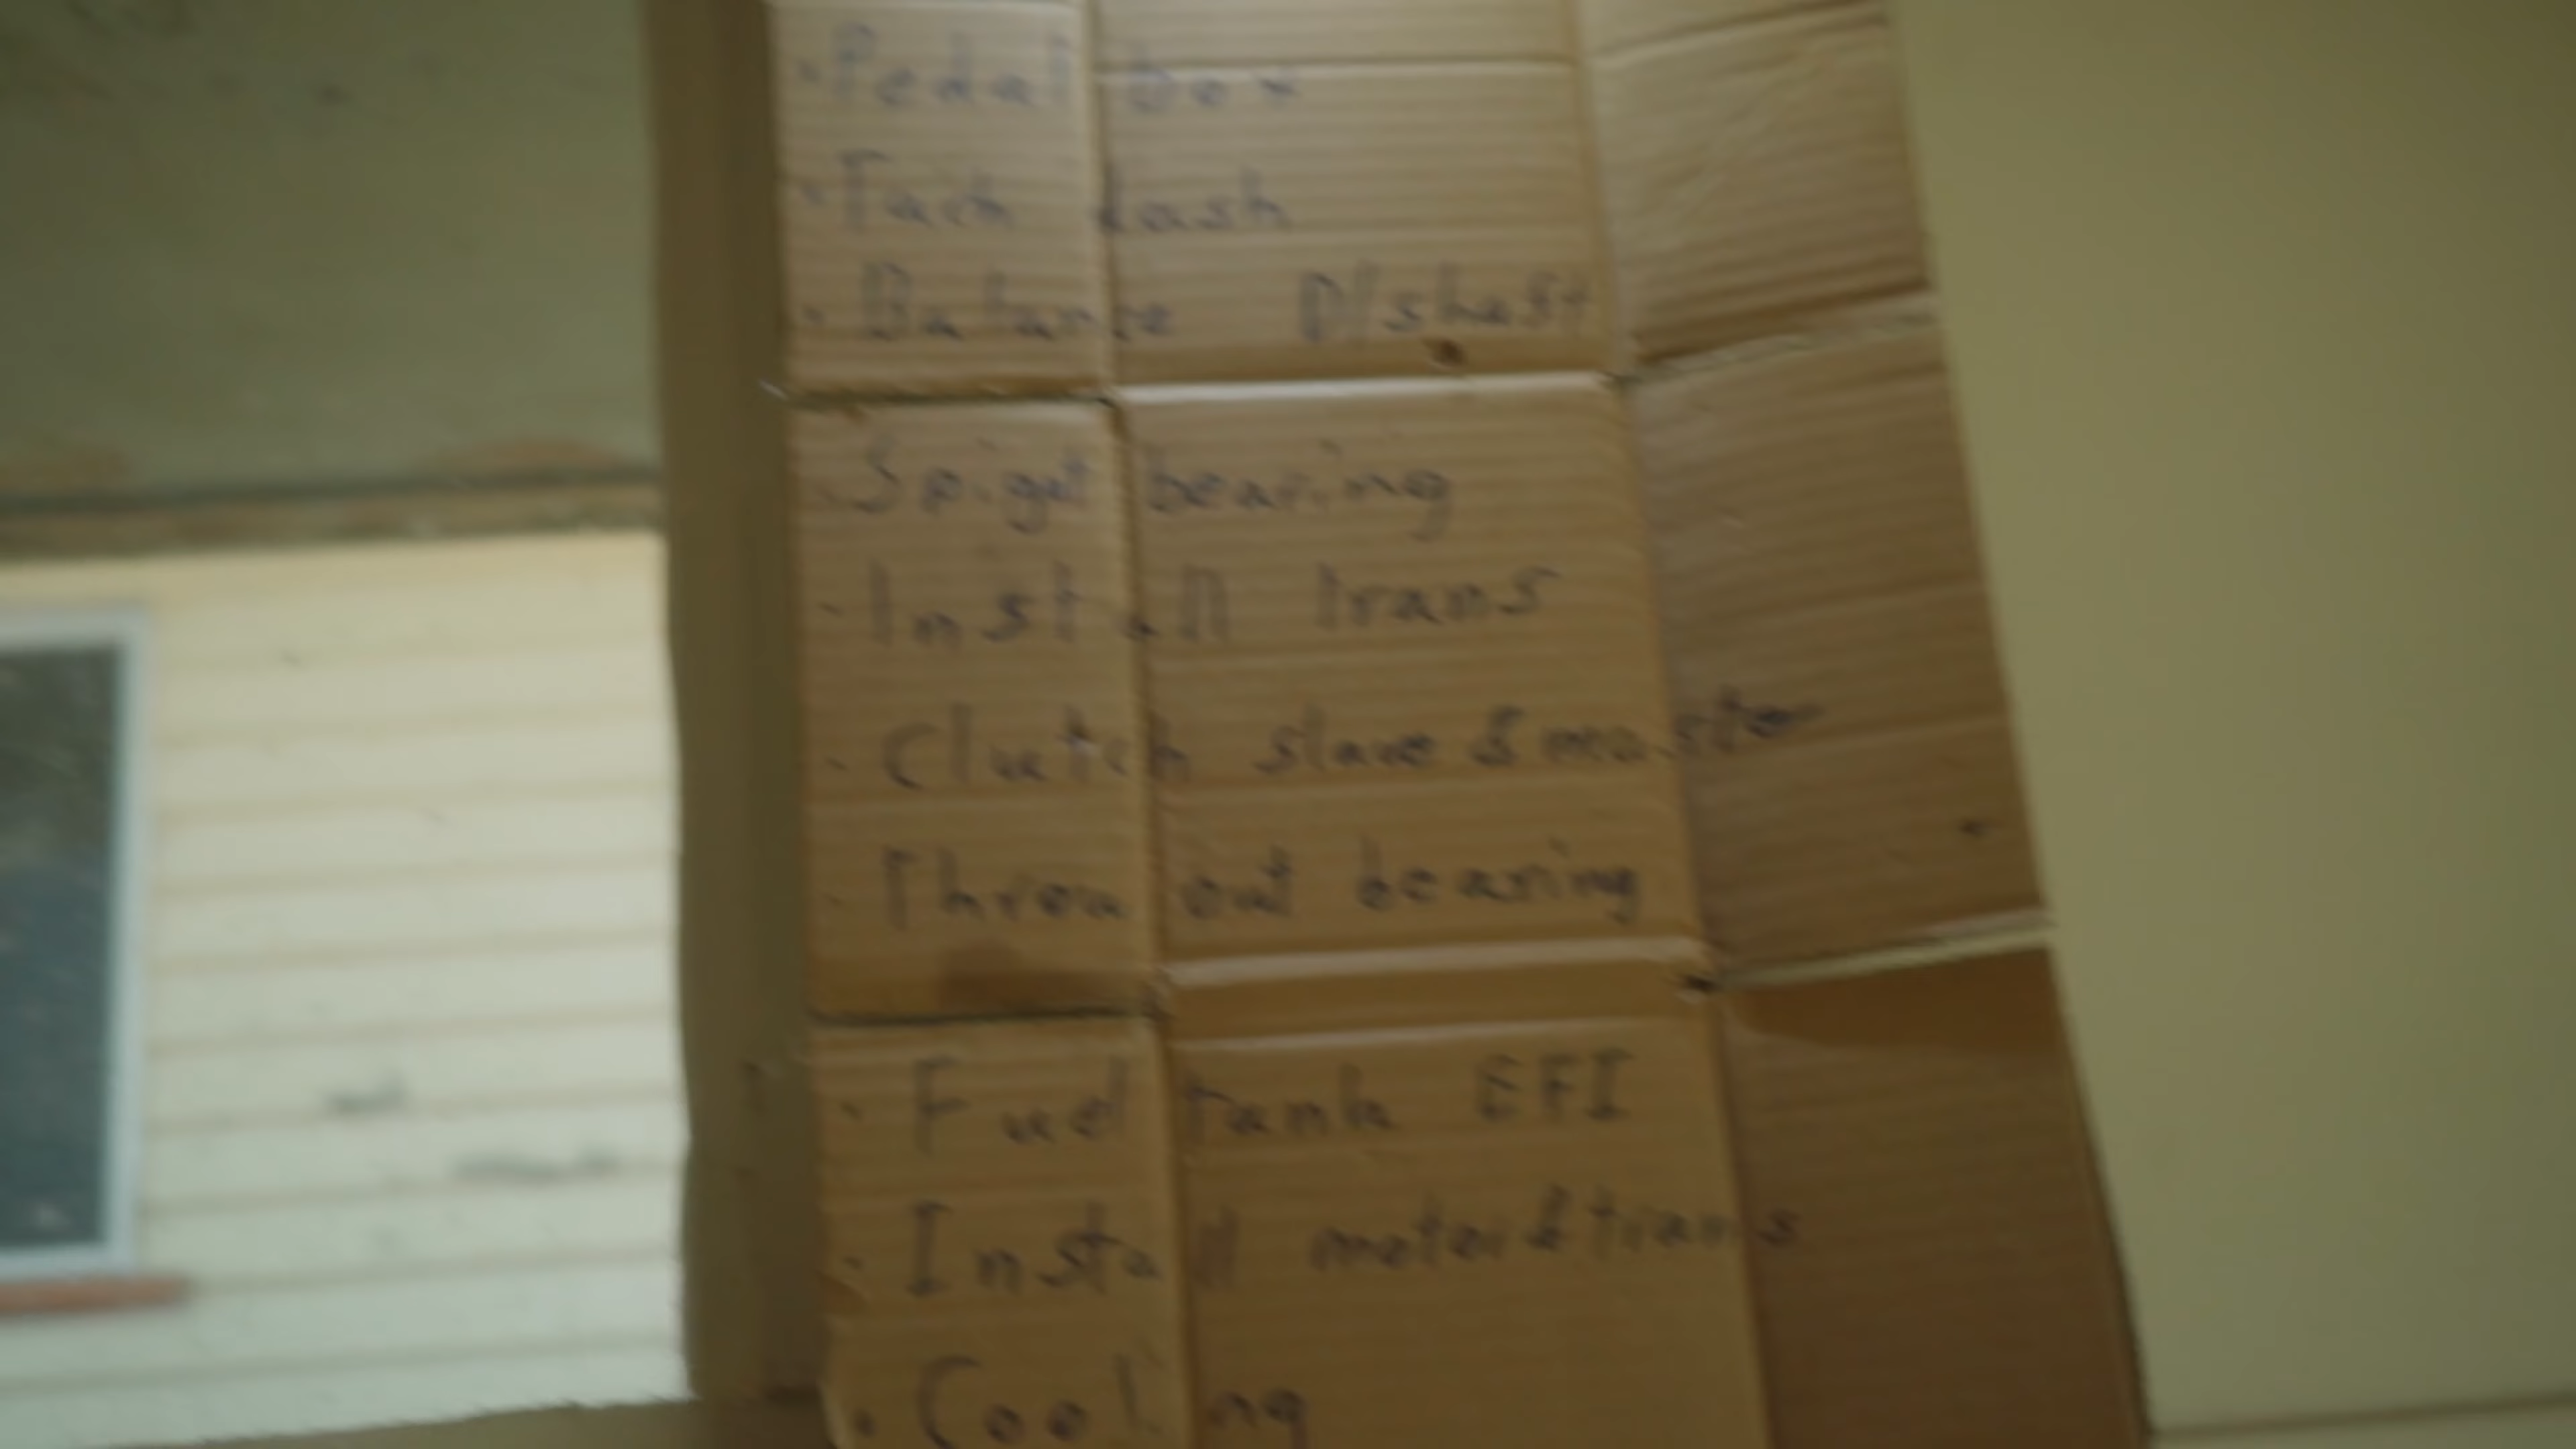 · Pedal box
· Tach dash
· Balance D/shaft
· Spigot bearing
· Install trans
· Clutch slave & master
· Throw out bearing
· Fuel tank EFI
· Install motor & trans
· Cooling